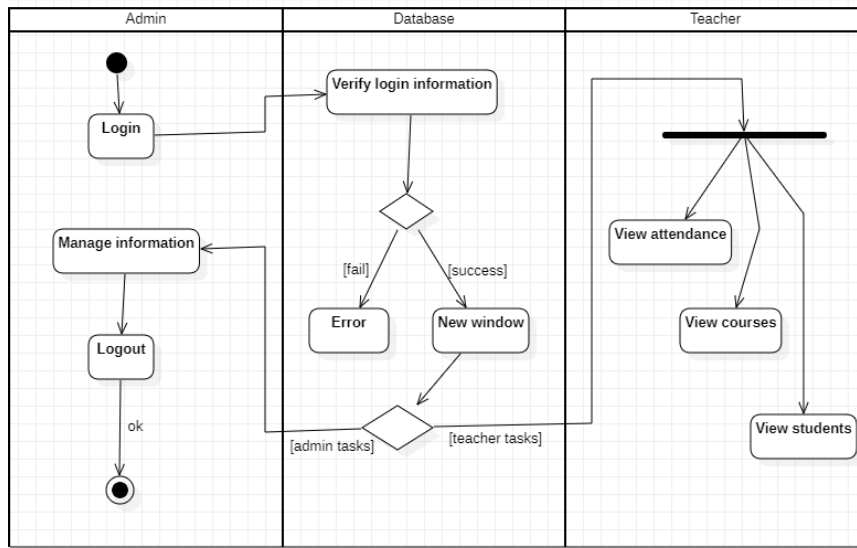 Admin
Database
Teacher
Login
Verify login information
Manage information
[fail]
[success]
View attendance
Logout
Error
New window
View courses
ok
[admin tasks]
[teacher tasks]
View students